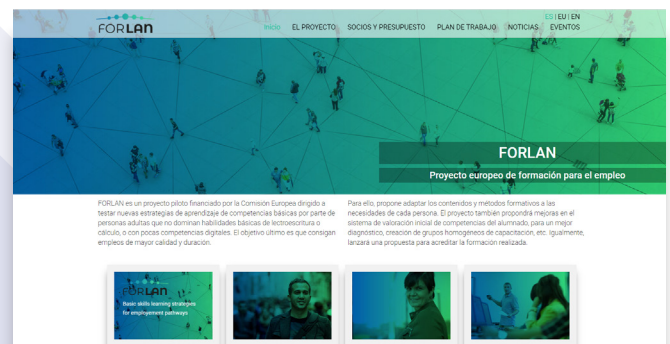 FORLAN
ES | EU | EN
Inicio EL PROYECTO SOCIOS Y PRESUPUESTO PLAN DE TRABAJO NOTICIAS EVENTOS
FORLAN
Proyecto europeo de formación para el empleo
FORLAN es un proyecto piloto financiado por la Comisión Europea dirigido a
testar nuevas estrategias de aprendizaje de competencias básicas por parte de
personas adultas que no dominan habilidades básicas de lectoescritura o
cálculo, o con pocas competencias digitales. El objetivo último es que consigan
empleos de mayor calidad y duración.
Para ello, propone adaptar los contenidos y métodos formativos a las
necesidades de cada persona. El proyecto también propondrá mejoras en el
sistema de valoración inicial de competencias del alumnado, para un mejor
diagnóstico, creación de grupos homogéneos de capacitación, etc. Igualmente,
lanzará una propuesta para acreditar la formación realizada.
FORLAN
Basic skills learning strategies
for employement pathways